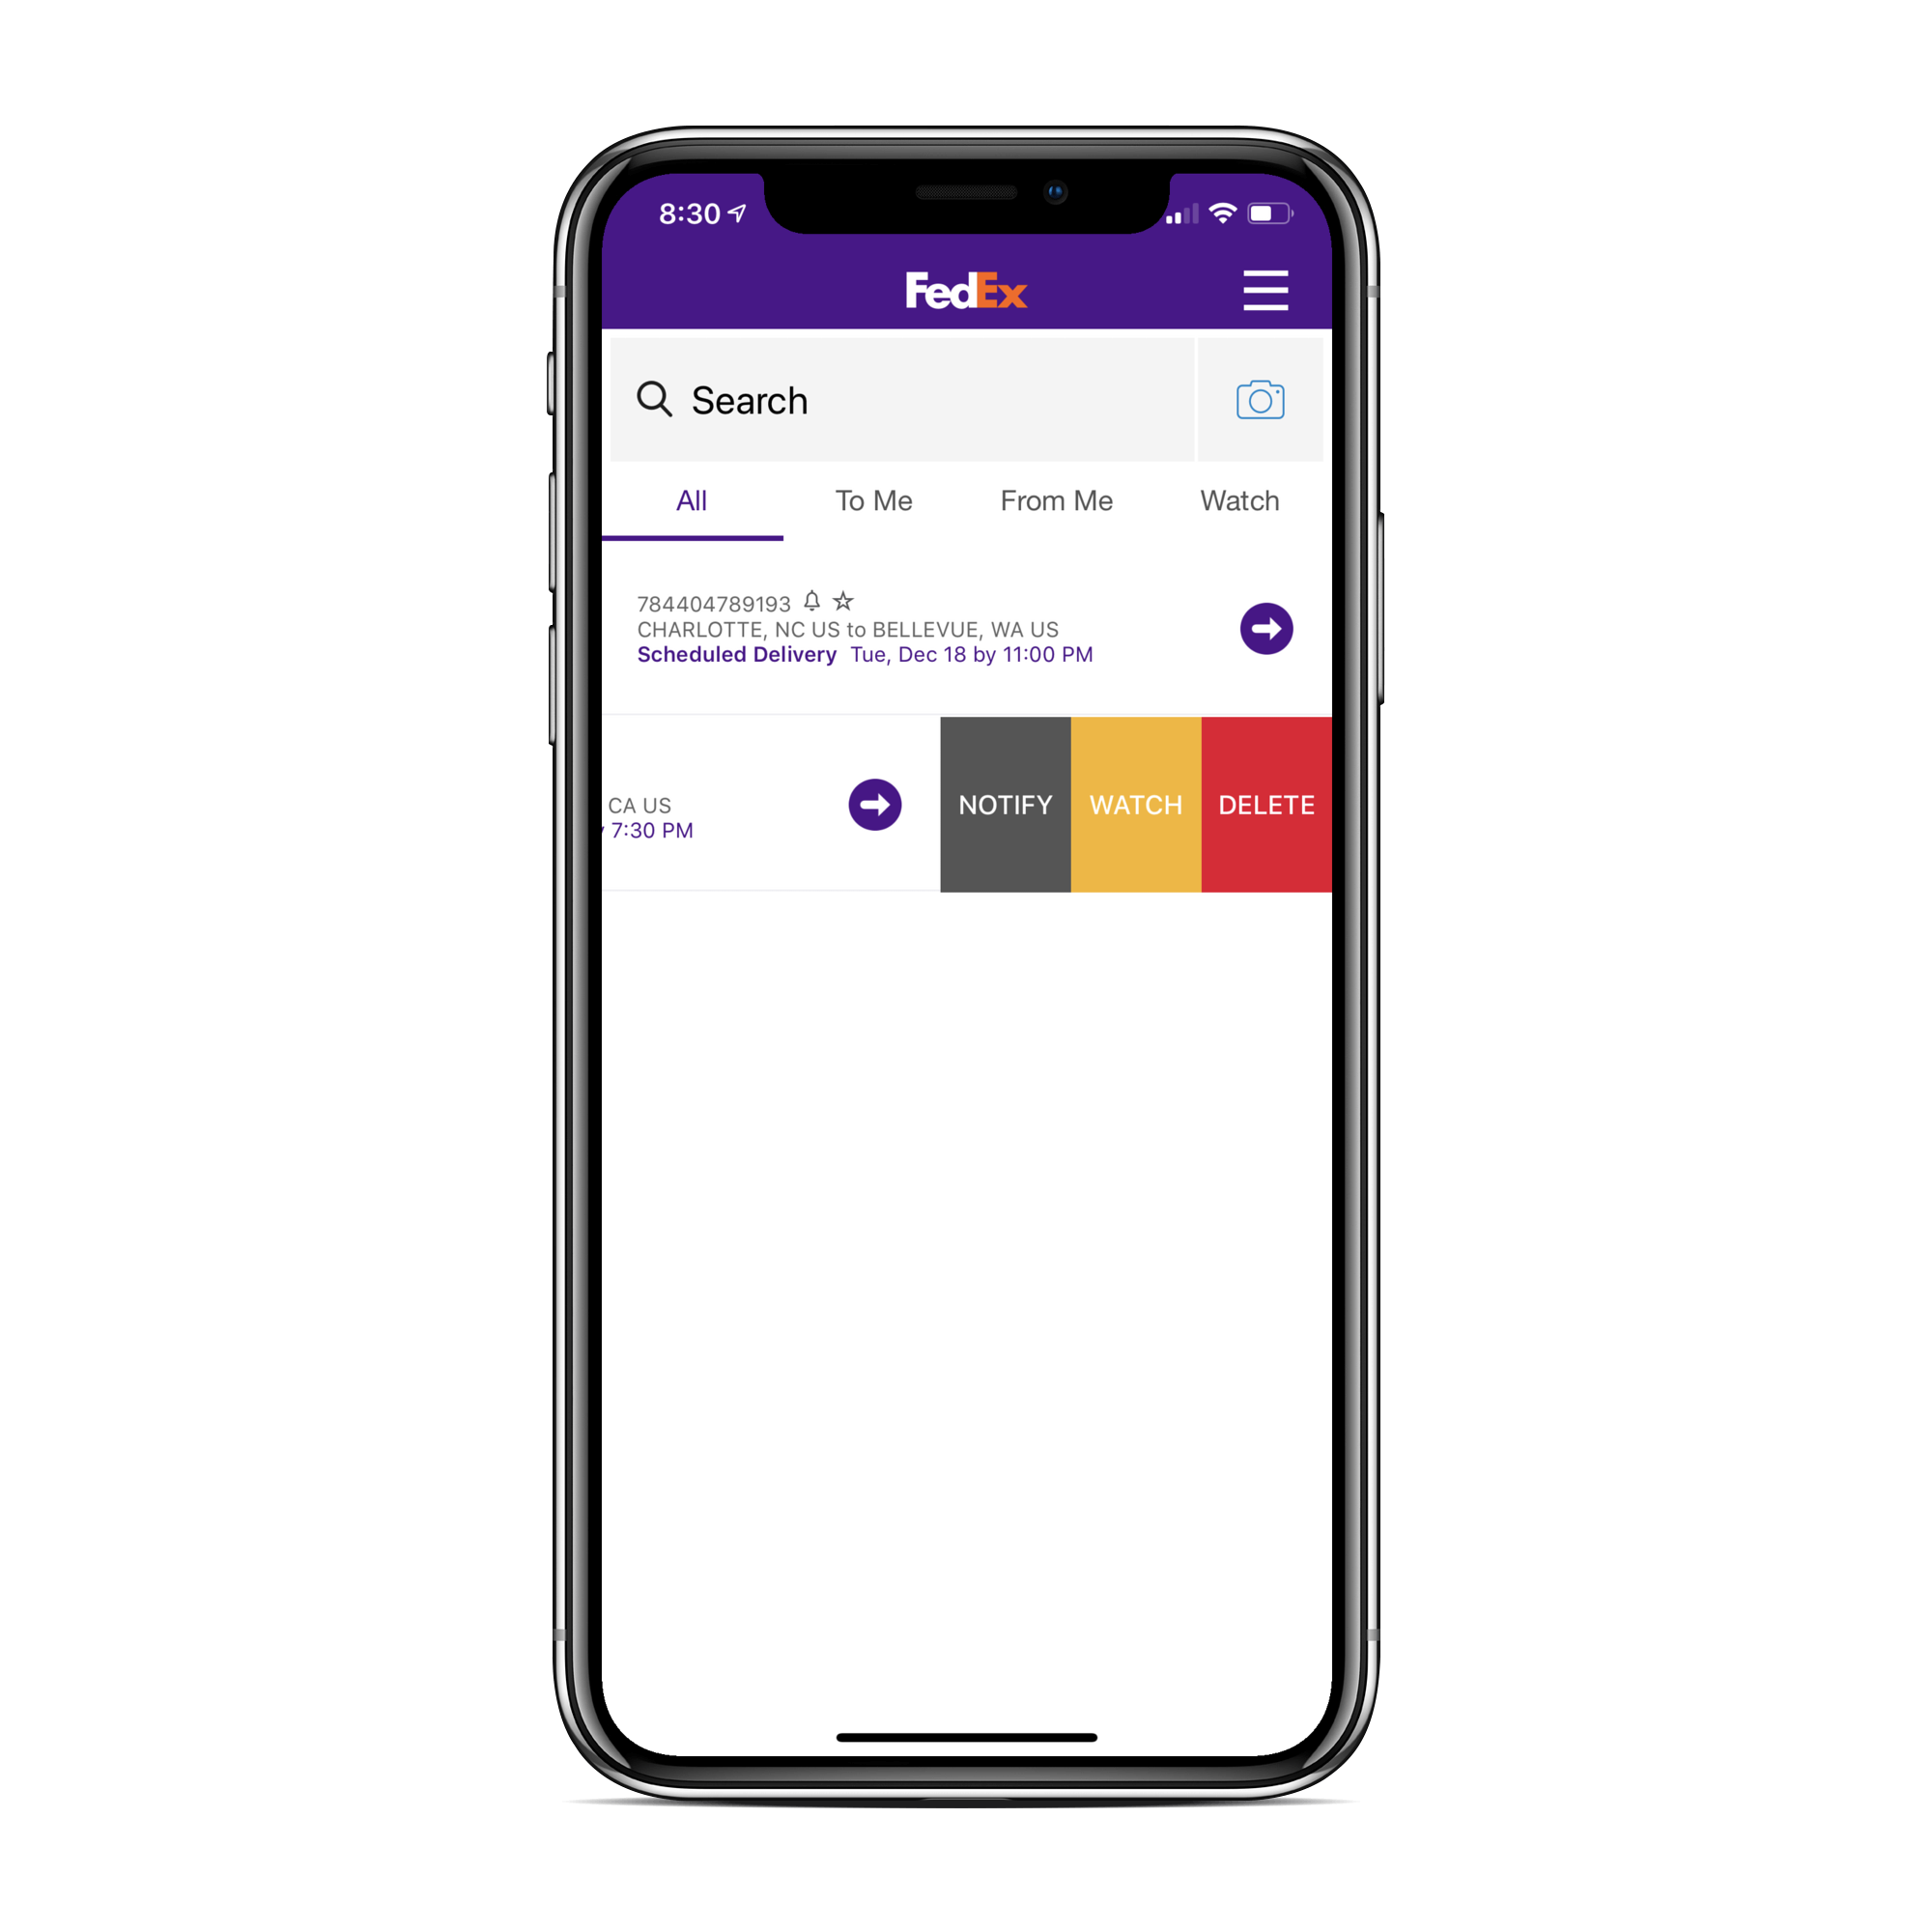 8:30
FedEx
Search
All To Me From Me Watch
784404789193
CHARLOTTE, NC US to BELLEVUE, WA US
Scheduled Delivery Tue, Dec 18 by 11:00 PM
CA US
7:30 PM
NOTIFY WATCH DELETE